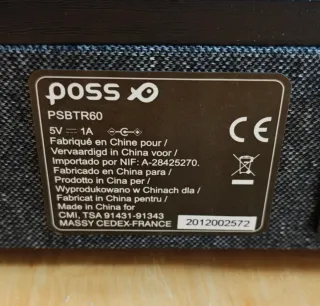 poss
PSBTR60
5V ⎓ 1A
Fabriqué en Chine pour /
Vervaardigd in China voor /
Importado por NIF: A-28425270.
Fabricado en China para /
Prodotto in Cina per /
Wyprodukowano w Chinach dla /
Fabricat in China pentru /
Made in China for
CMI, TSA 91431-91343
MASSY CEDEX-FRANCE
2012002572
CE